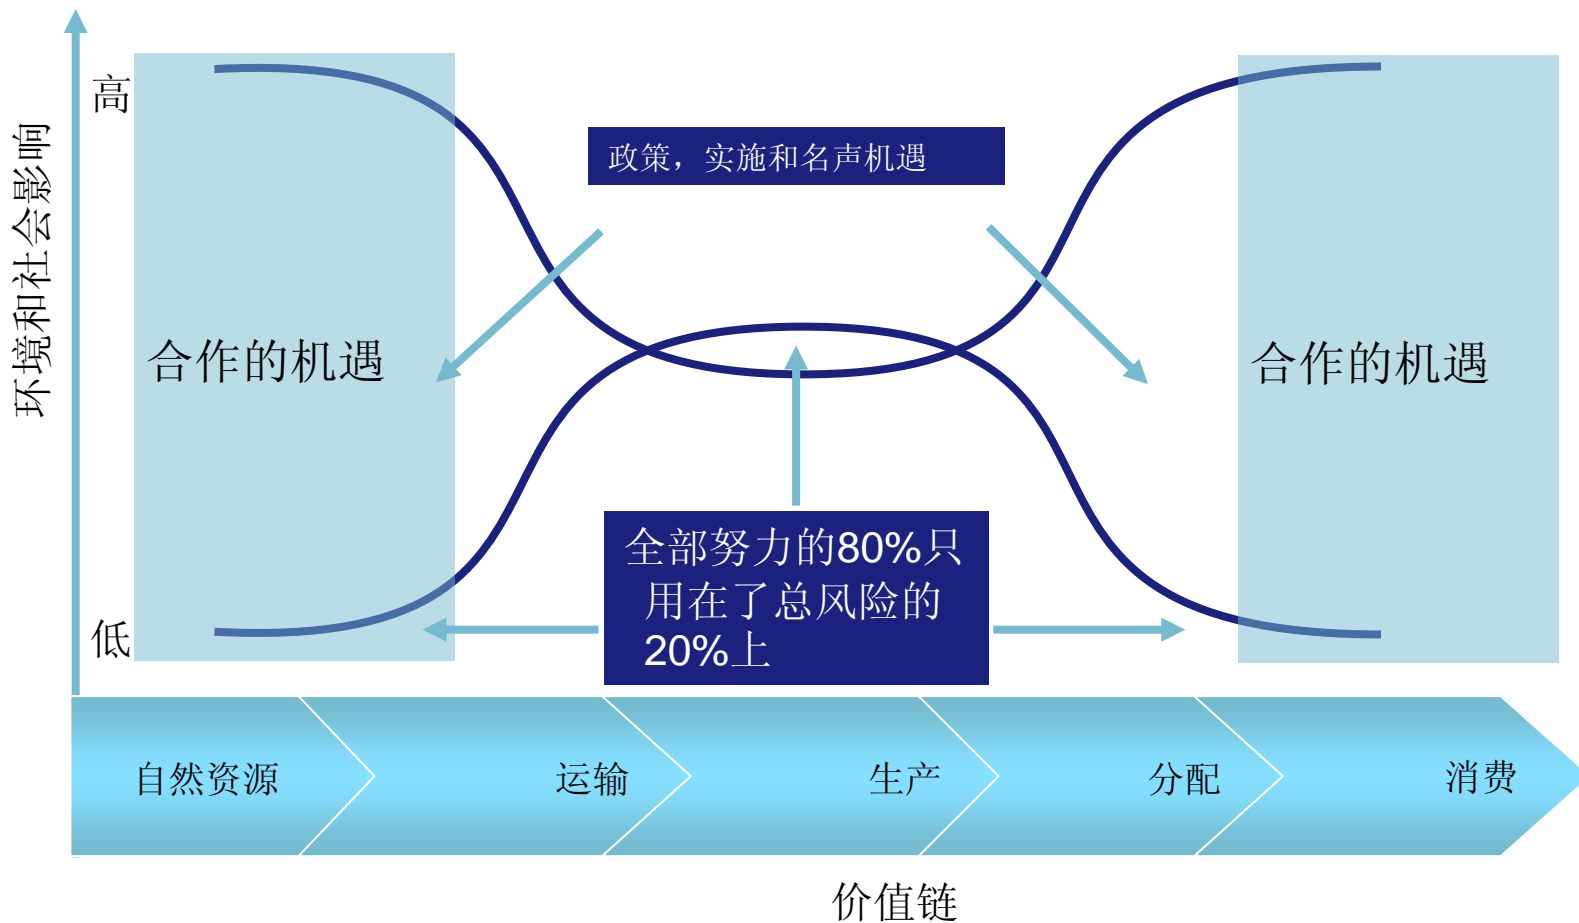 高
环境和社会影响
政策，实施和名声机遇
合作的机遇
合作的机遇
全部努力的80%只
用在了总风险的
20%上
低
自然资源
运输
生产
分配
消费
价值链